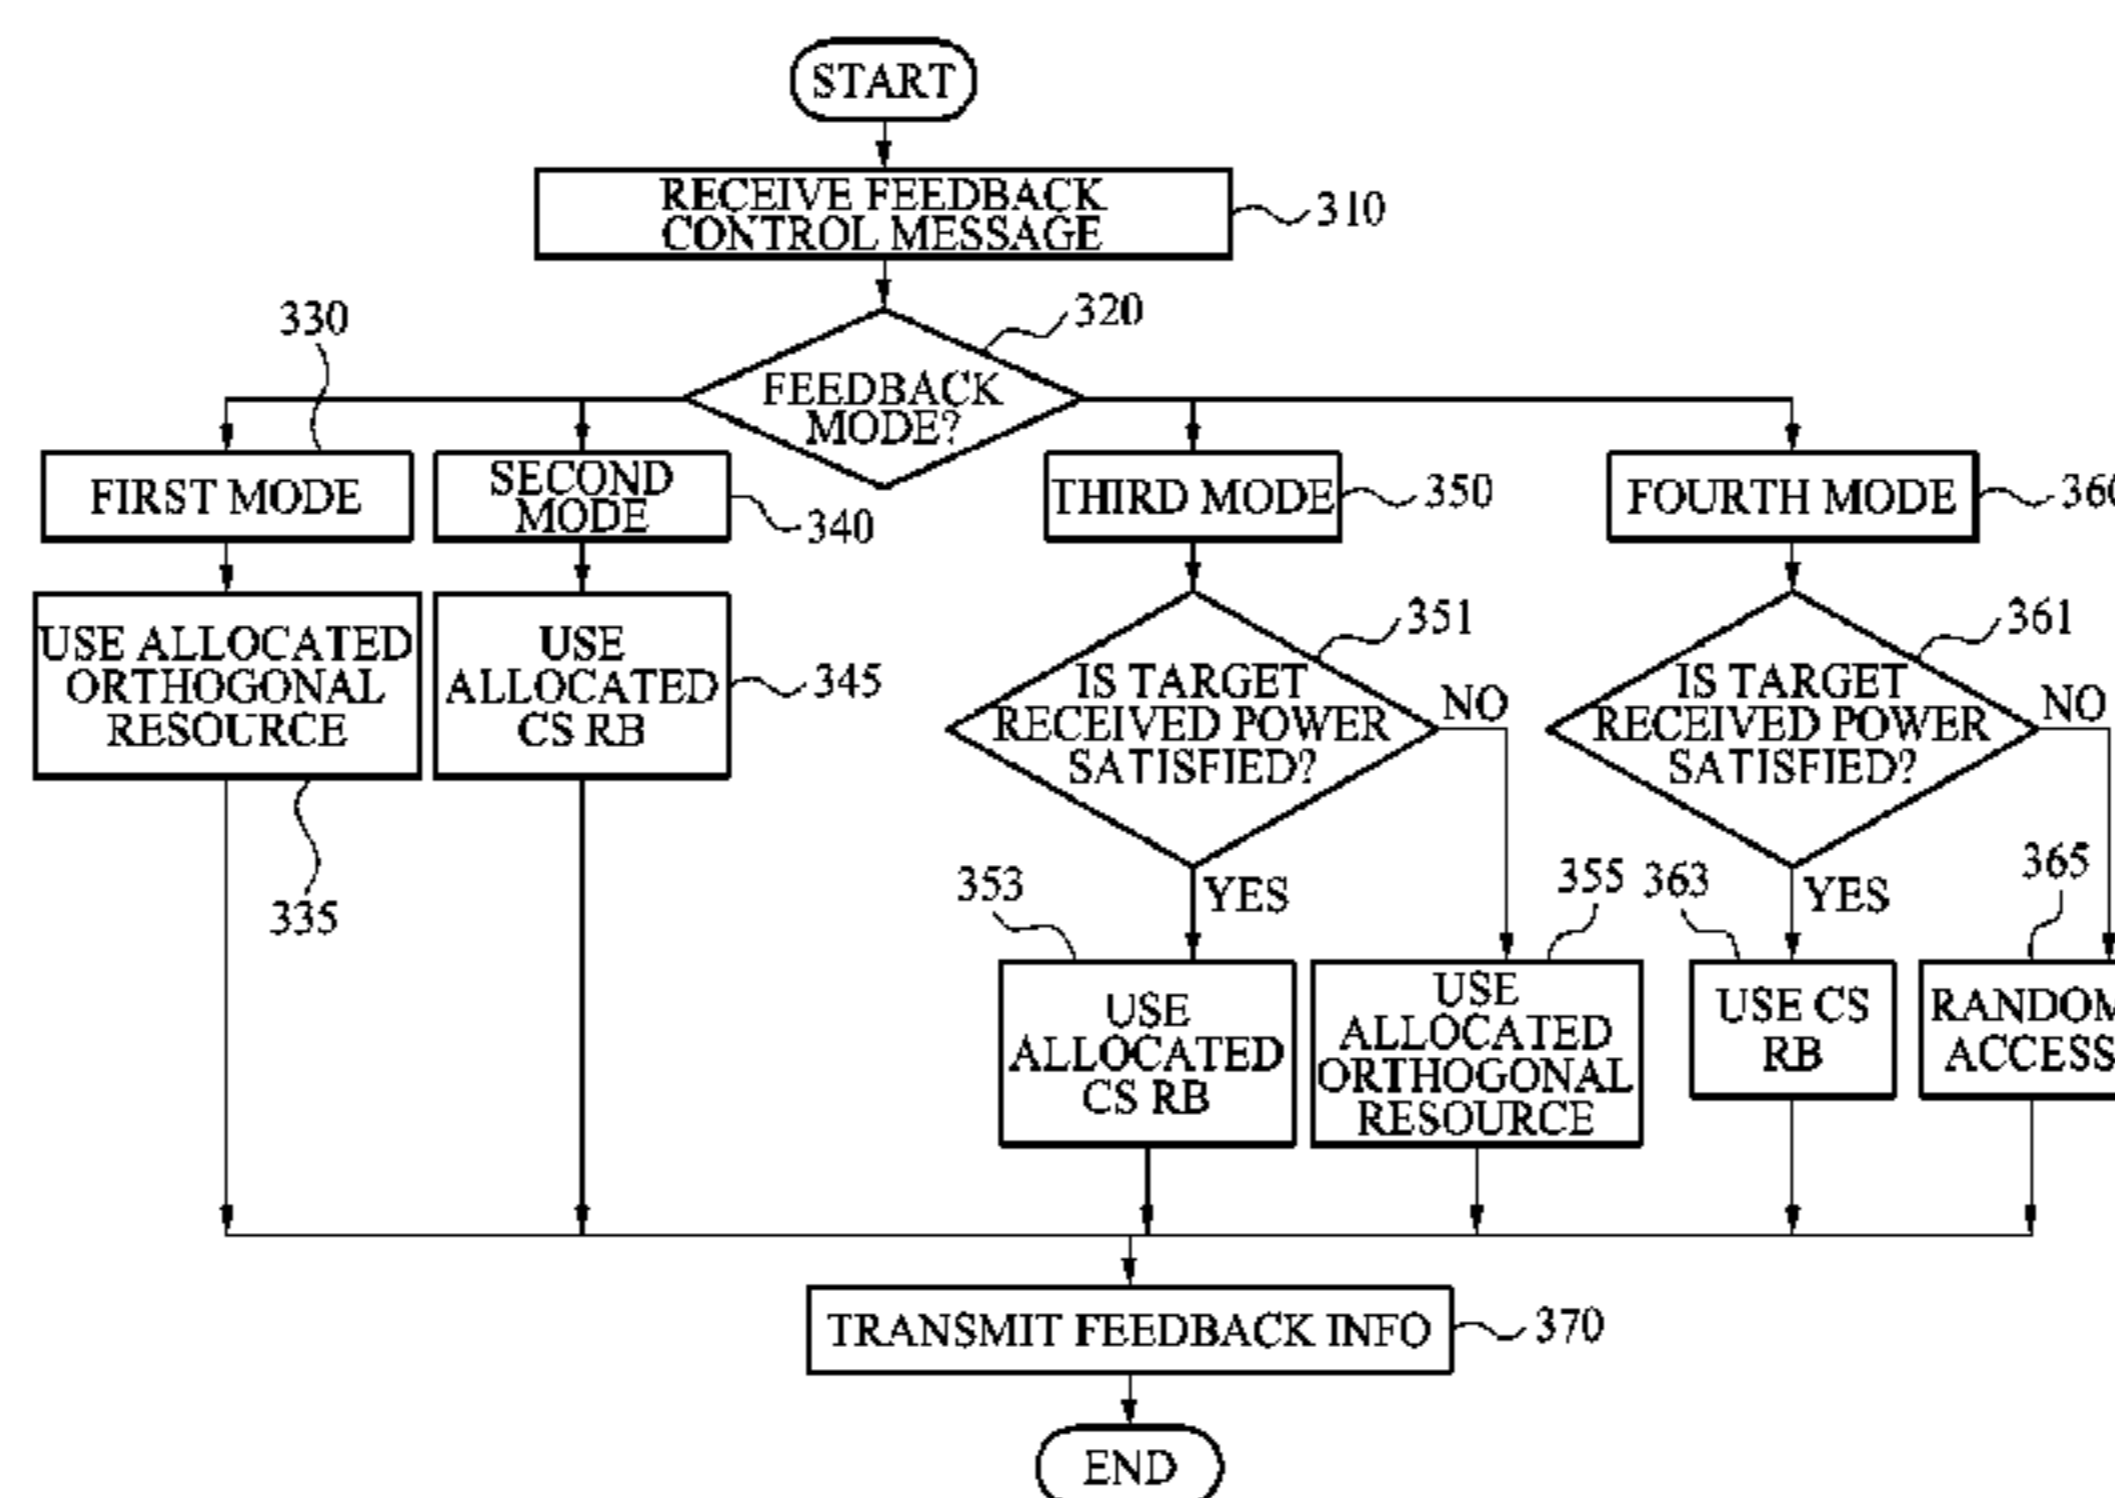 START
RECEIVE FEEDBACK
CONTROL MESSAGE
310
320
FEEDBACK
MODE?
330
FIRST MODE
SECOND
MODE
340
THIRD MODE
350
FOURTH MODE
360
USE ALLOCATED
ORTHOGONAL
RESOURCE
335
USE
ALLOCATED
CS RB
345
351
IS TARGET
RECEIVED POWER
SATISFIED?
NO
YES
361
IS TARGET
RECEIVED POWER
SATISFIED?
NO
YES
353
USE
ALLOCATED
CS RB
355
USE
ALLOCATED
ORTHOGONAL
RESOURCE
363
USE CS
RB
365
RANDOM
ACCESS
TRANSMIT FEEDBACK INFO
370
END